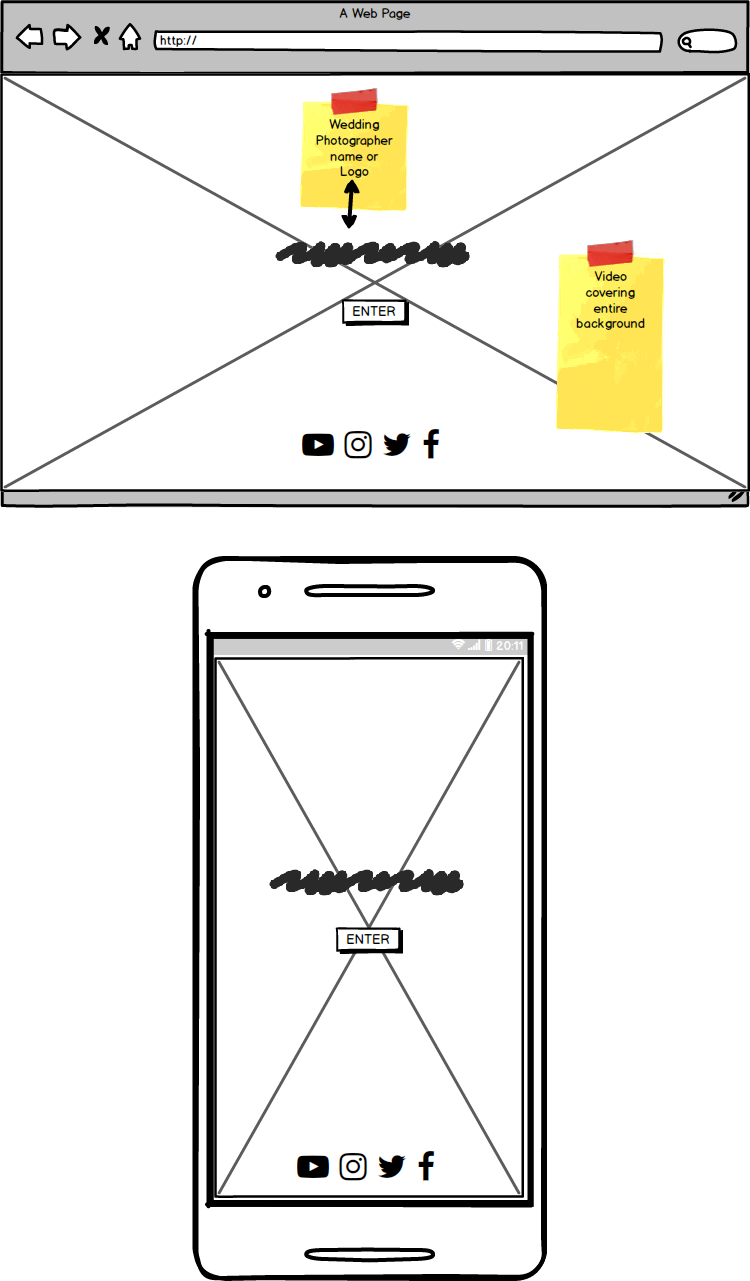 A Web Page
http://
Wedding
Photographer
name or
Logo
Video
covering
entire
background
ENTER
20:11
ENTER